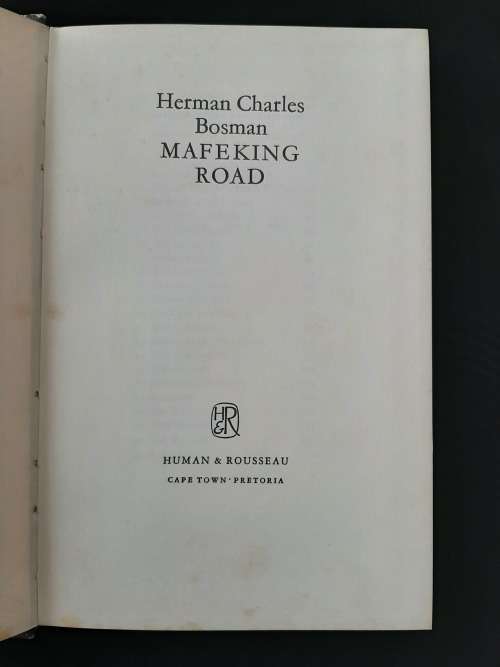 Herman Charles
Bosman
MAFEKING
ROAD
H
&R
HUMAN & ROUSSEAU
CAPE TOWN · PRETORIA